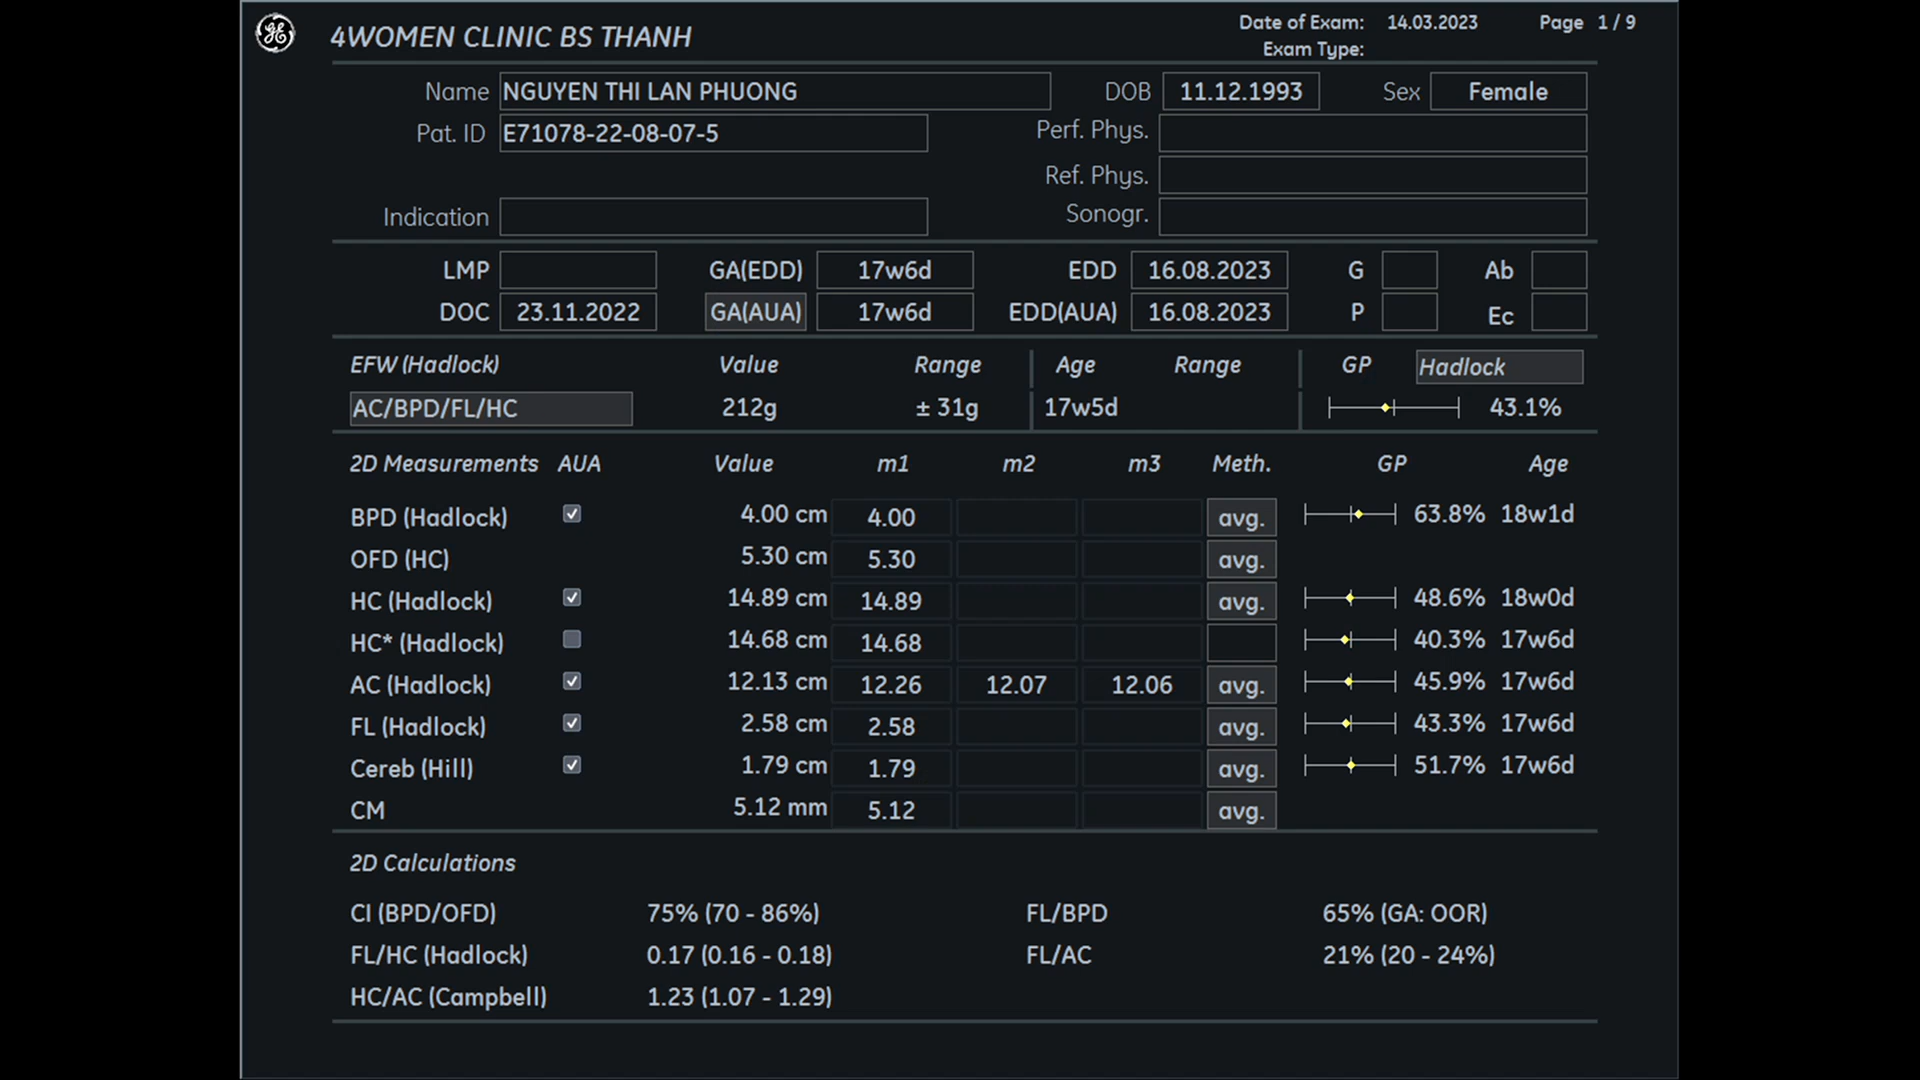 4WOMEN CLINIC BS THANH Date of Exam: 14.03.2023 Page 1 / 9
Exam Type:
Name NGUYEN THI LAN PHUONG DOB 11.12.1993 Sex Female
Pat. ID E71078-22-08-07-5 Perf. Phys.
Ref. Phys.
Indication Sonogr.
LMP GA(EDD) 17w6d EDD 16.08.2023 G Ab
DOC 23.11.2022 GA(AUA) 17w6d EDD(AUA) 16.08.2023 P Ec
EFW (Hadlock) Value Range Age Range GP Hadlock
AC/BPD/FL/HC 212g ± 31g 17w5d 43.1%
2D Measurements AUA Value m1 m2 m3 Meth. GP Age
BPD (Hadlock) 4.00 cm 4.00 avg. 63.8% 18w1d
OFD (HC) 5.30 cm 5.30 avg.
HC (Hadlock) 14.89 cm 14.89 avg. 48.6% 18w0d
HC* (Hadlock) 14.68 cm 14.68 40.3% 17w6d
AC (Hadlock) 12.13 cm 12.26 12.07 12.06 avg. 45.9% 17w6d
FL (Hadlock) 2.58 cm 2.58 avg. 43.3% 17w6d
Cereb (Hill) 1.79 cm 1.79 avg. 51.7% 17w6d
CM 5.12 mm 5.12 avg.
2D Calculations
CI (BPD/OFD) 75% (70 - 86%) FL/BPD 65% (GA: OOR)
FL/HC (Hadlock) 0.17 (0.16 - 0.18) FL/AC 21% (20 - 24%)
HC/AC (Campbell) 1.23 (1.07 - 1.29)